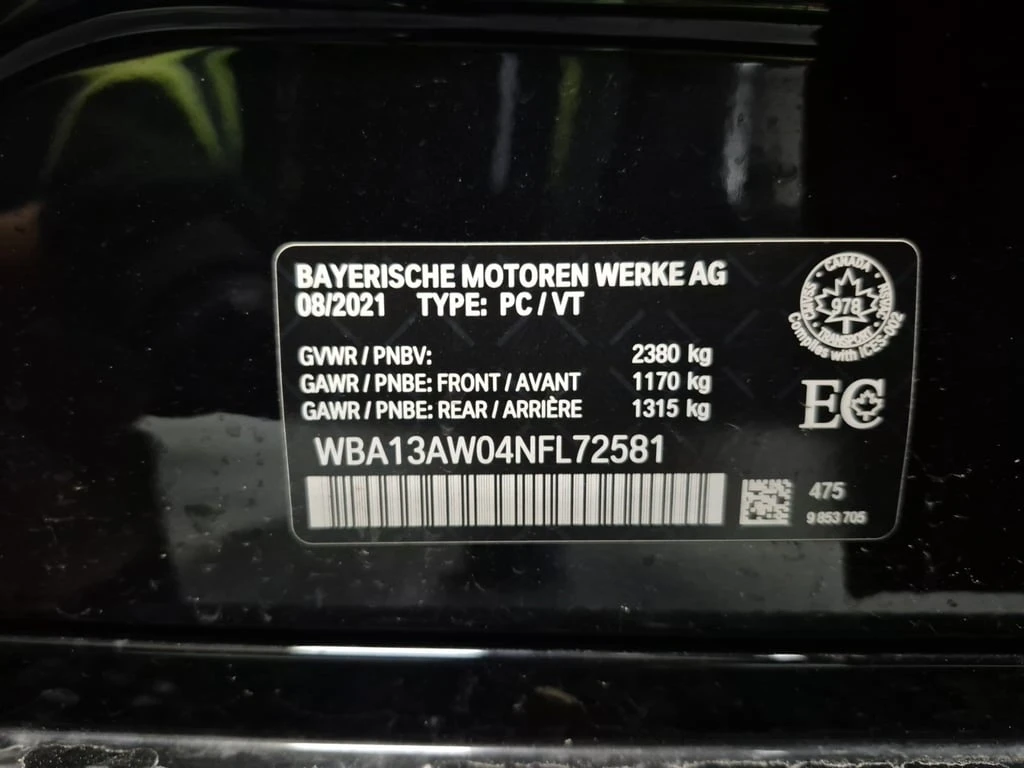 BAYERISCHE MOTOREN WERKE AG
08/2021 TYPE: PC / VT
GVWR / PNBV: 2380 kg
GAWR / PNBE: FRONT / AVANT 1170 kg
GAWR / PNBE: REAR / ARRIÈRE 1315 kg
WBA13AW04NFL72581
CANADA
978
TRANSPORT
Complies with ICES-002
EC
475
9 853 705